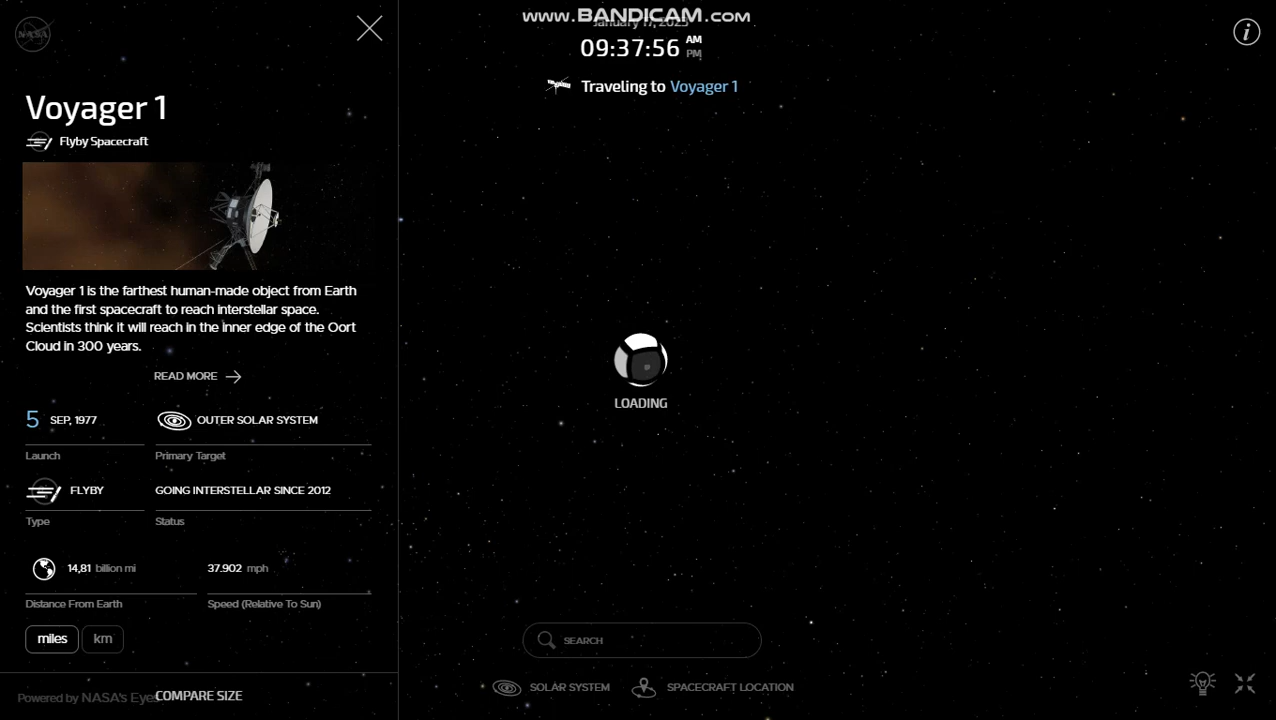 www.BANDICAM.com
NASA
January 17, 2025
09:37:56 AM
PM
Traveling to Voyager 1
Voyager 1
Flyby Spacecraft
Voyager 1 is the farthest human-made object from Earth
and the first spacecraft to reach interstellar space.
Scientists think it will reach in the inner edge of the Oort
Cloud in 300 years.
READ MORE
5 SEP, 1977
Launch
OUTER SOLAR SYSTEM
Primary Target
FLYBY
Type
GOING INTERSTELLAR SINCE 2012
Status
14,81 billion mi
Distance From Earth
37.902 mph
Speed (Relative To Sun)
miles km
Powered by NASA's Eyes
COMPARE SIZE
LOADING
SEARCH
SOLAR SYSTEM
SPACECRAFT LOCATION
i